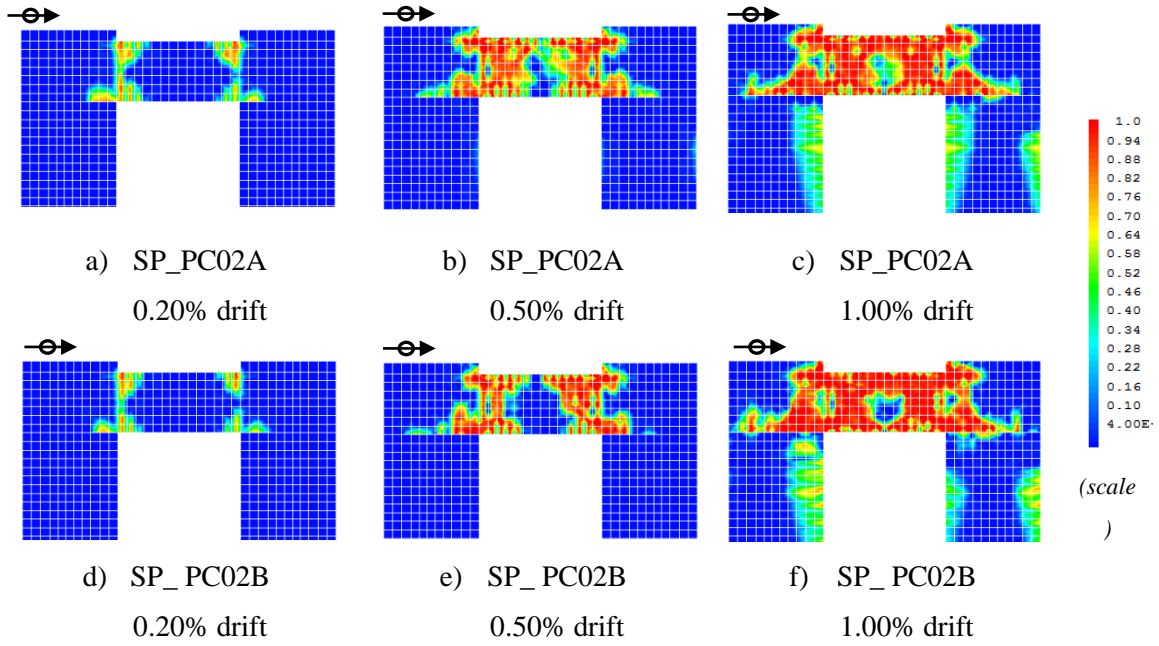 a) SP_PC02A
0.20% drift
b) SP_PC02A
0.50% drift
c) SP_PC02A
1.00% drift
1.0
0.94
0.88
0.82
0.76
0.70
0.64
0.58
0.52
0.46
0.40
0.34
0.28
0.22
0.16
0.10
4.00E-
(scale
)
d) SP_ PC02B
0.20% drift
e) SP_ PC02B
0.50% drift
f) SP_ PC02B
1.00% drift